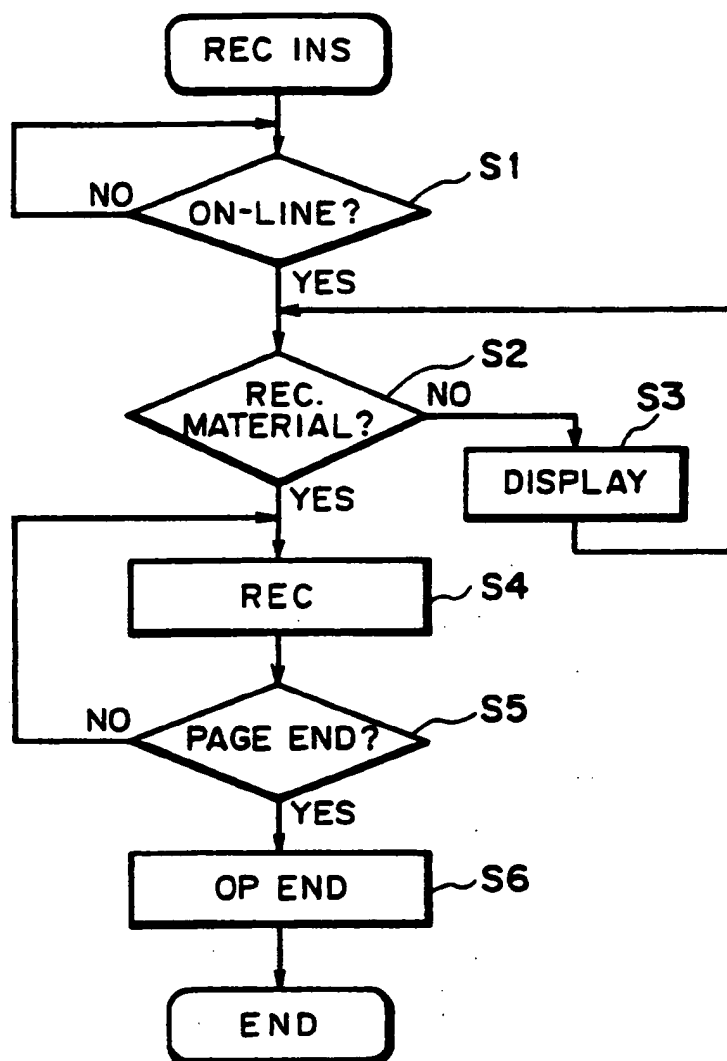 REC INS
S1
NO
ON-LINE?
YES
S2
REC.
MATERIAL?
NO
S3
DISPLAY
YES
REC
S4
NO
PAGE END?
S5
YES
OP END
S6
END